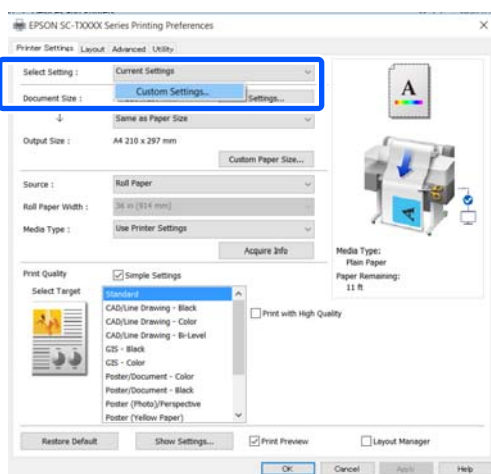 EPSON SC-TXXXX Series Printing Preferences
Printer Settings Layout Advanced Utility
Select Setting : Current Settings
Custom Settings...
Document Size : Settings...
Same as Paper Size
Output Size : A4 210 x 297 mm
Custom Paper Size...
Source : Roll Paper
Roll Paper Width : 36 in (914 mm)
Media Type : Use Printer Settings
Acquire Info
A
Media Type:
Plain Paper
Paper Remaining:
11 ft
Print Quality Simple Settings
Select Target
Standard
CAD/Line Drawing - Black
CAD/Line Drawing - Color
CAD/Line Drawing - Bi-Level
GIS - Black
GIS - Color
Poster/Document - Color
Poster/Document - Black
Poster (Photo)/Perspective
Poster (Yellow Paper)
Print with High Quality
Restore Default Show Settings... Print Preview Layout Manager
OK Cancel Apply Help